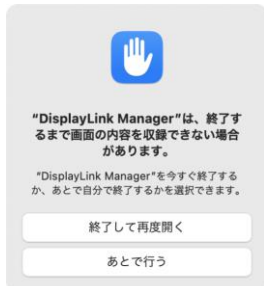 “DisplayLink Manager”は、終了す
るまで画面の内容を収録できない場合
があります。
“DisplayLink Manager”を今すぐ終了する
か、あとで自分で終了するかを選択できます。
終了して再度開く
あとで行う